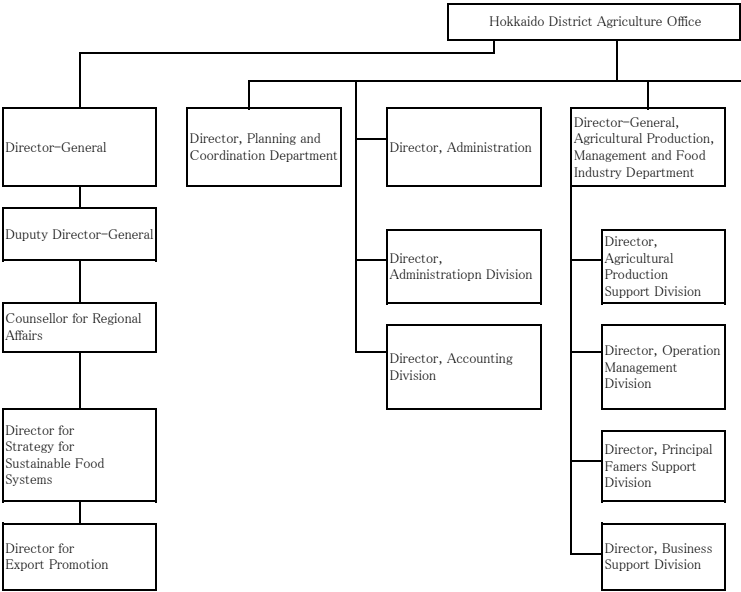 Hokkaido District Agriculture Office
Director-General
Duputy Director-General
Counsellor for Regional
Affairs
Director for
Strategy for
Sustainable Food
Systems
Director for
Export Promotion
Director, Planning and
Coordination Department
Director, Administration
Director,
Administratiopn Division
Director, Accounting
Division
Director-General,
Agricultural Production,
Management and Food
Industry Department
Director,
Agricultural
Production
Support Division
Director, Operation
Management
Division
Director, Principal
Famers Support
Division
Director, Business
Support Division